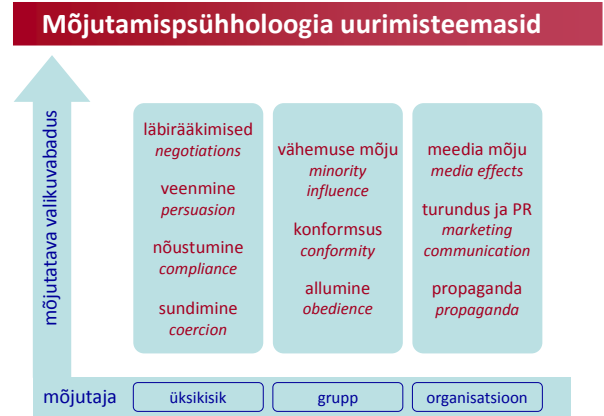 Mõjutamispsühholoogia uurimisteemasid
mõjutatava valikuvabadus
läbirääkimised
negotiations
veenmine
persuasion
nõustumine
compliance
sundimine
coercion
vähemuse mõju
minority
influence
konformsus
conformity
allumine
obedience
meedia mõju
media effects
turundus ja PR
marketing
communication
propaganda
propaganda
mõjutaja
üksikisik
grupp
organisatsioon